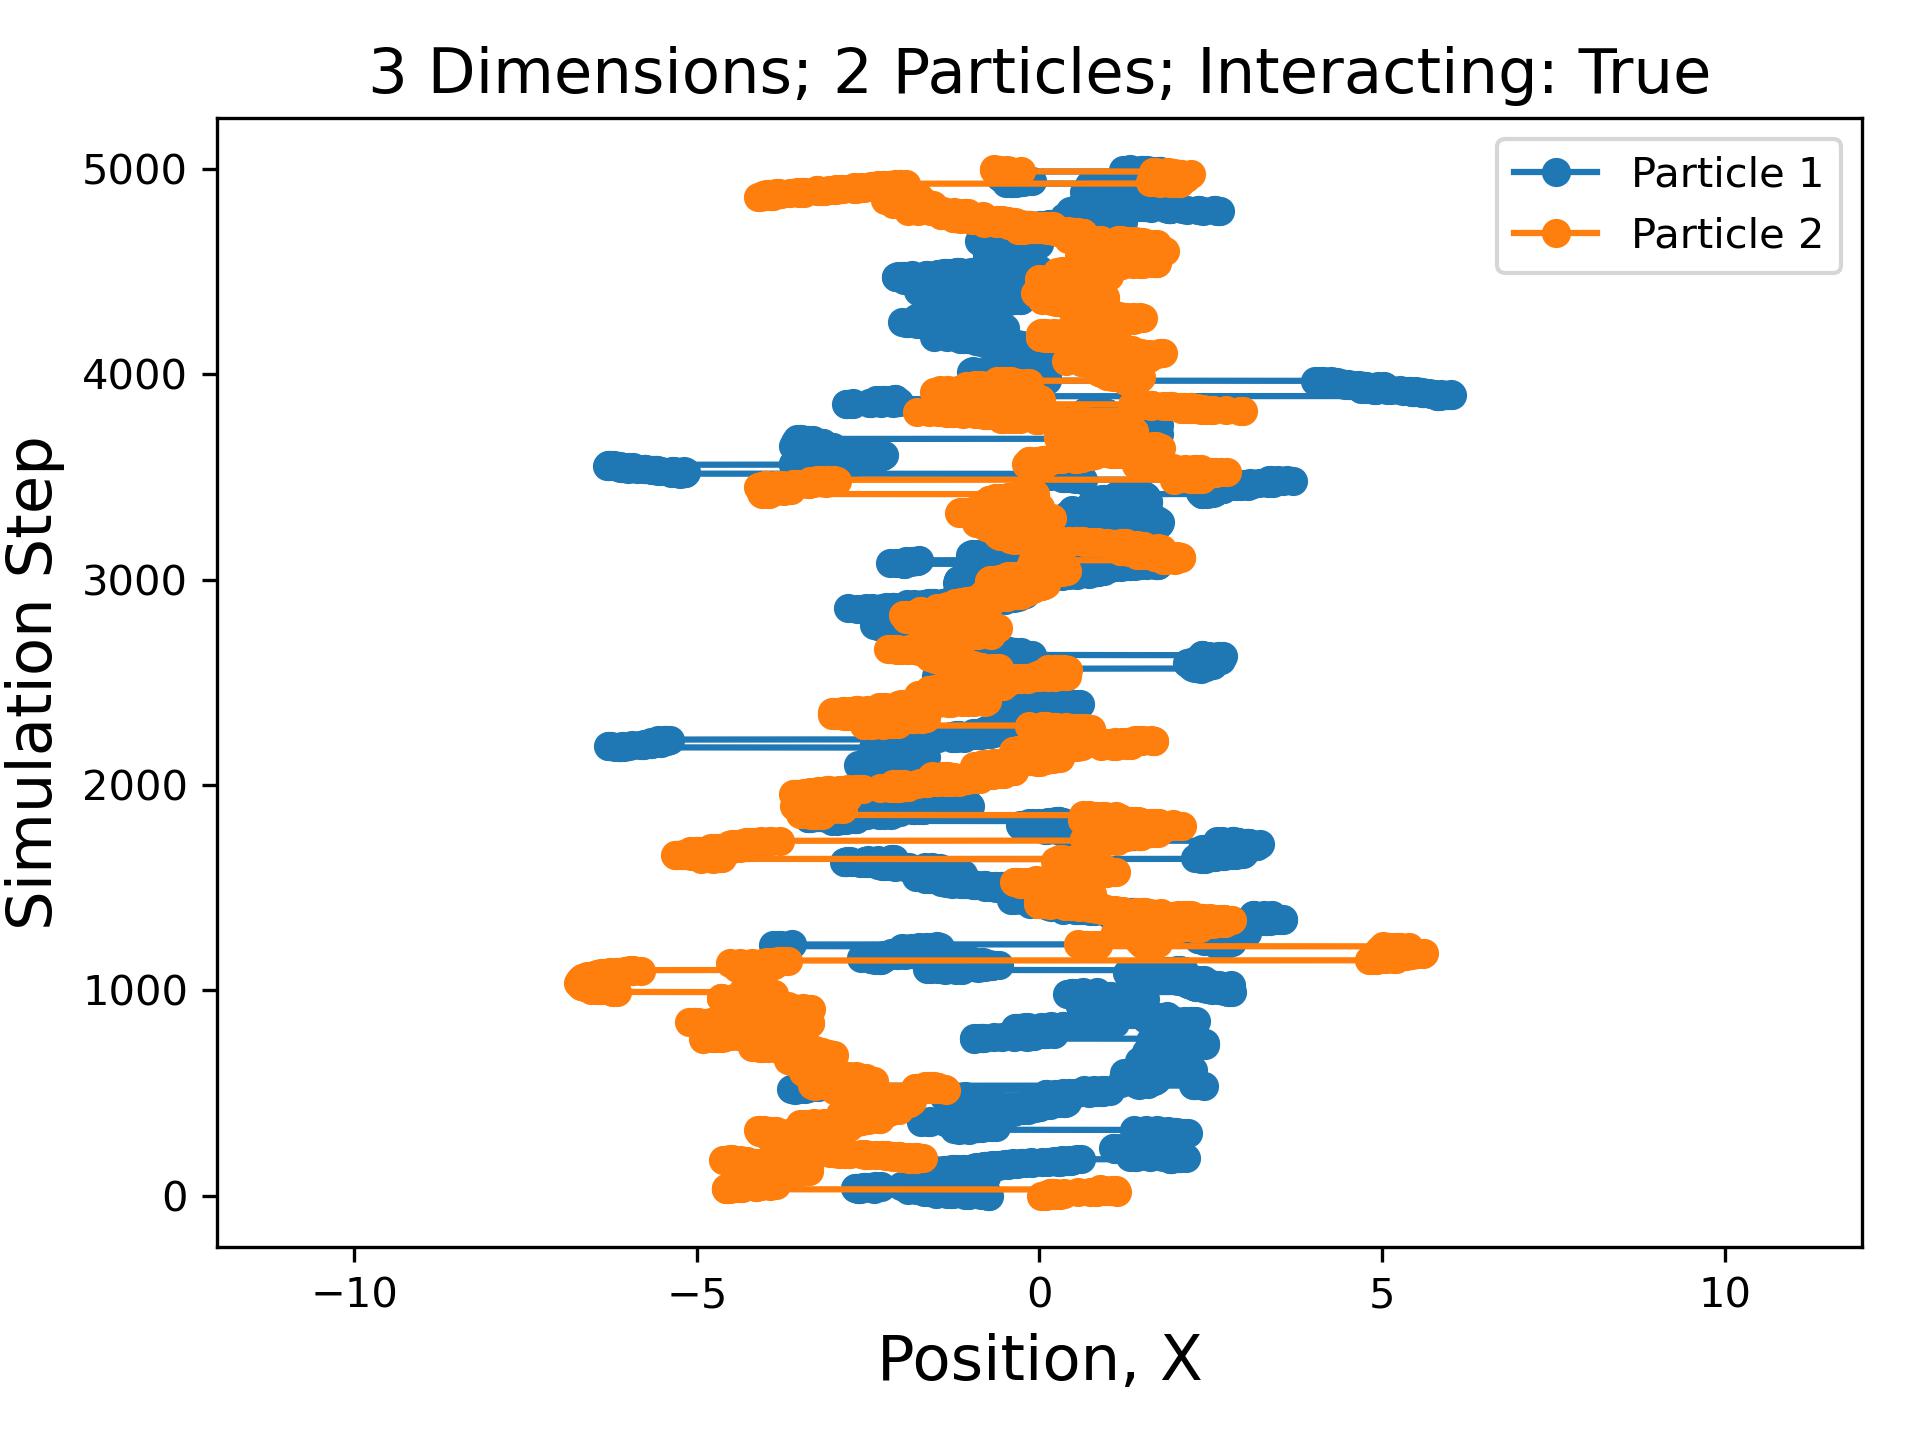 3 Dimensions; 2 Particles; Interacting: True
Particle 1
Particle 2
Simulation Step
5000
4000
3000
2000
1000
0
−10
−5
0
5
10
Position, X